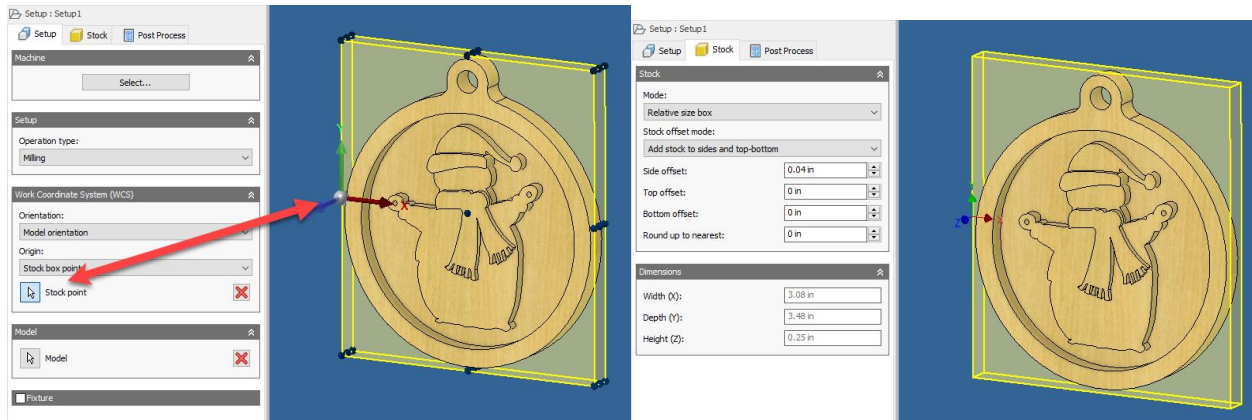 Setup : Setup1
Setup Stock Post Process
Machine
Select...
Setup
Operation type:
Milling
Work Coordinate System (WCS)
Orientation:
Model orientation
Origin:
Stock box point
Stock point
Model
Model
Fixture
Y
X
Setup : Setup1
Setup Stock Post Process
Stock
Mode:
Relative size box
Stock offset mode:
Add stock to sides and top-bottom
Side offset: 0.04 in
Top offset: 0 in
Bottom offset: 0 in
Round up to nearest: 0 in
Dimensions
Width (X): 3.08 in
Depth (Y): 3.48 in
Height (Z): 0.25 in
Z X